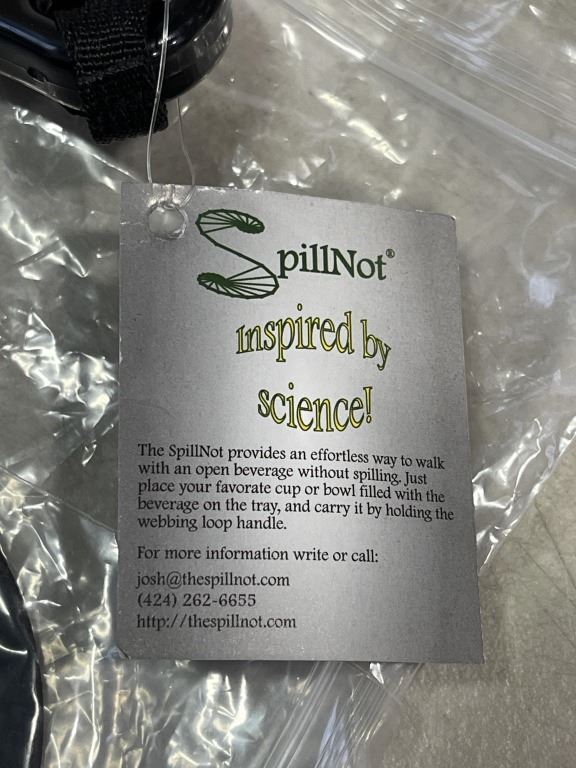 SpillNot®
Inspired by
science!
The SpillNot provides an effortless way to walk
with an open beverage without spilling. Just
place your favorate cup or bowl filled with the
beverage on the tray, and carry it by holding the
webbing loop handle.
For more information write or call:
josh@thespillnot.com
(424) 262-6655
http://thespillnot.com